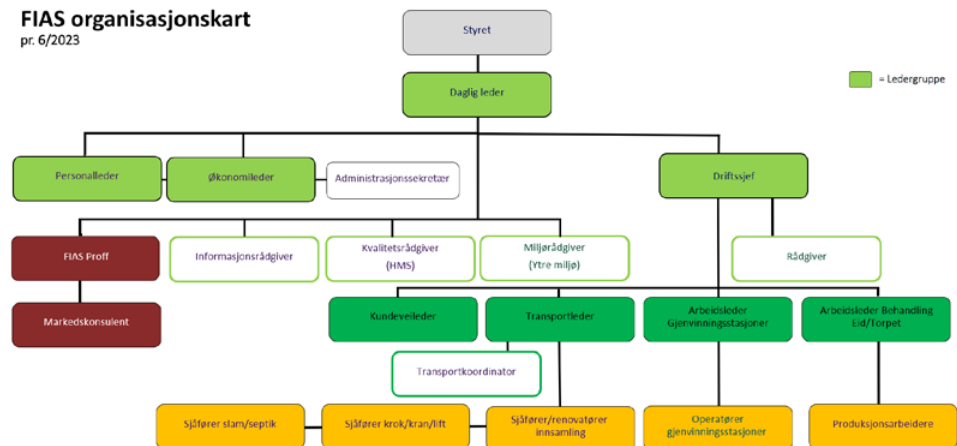 FIAS organisasjonskart
pr. 6/2023
Styret
Daglig leder
= Ledergruppe
Personalleder
Økonomileder
Administrasjonssekretær
Driftssjef
FIAS Proff
Informasjonsrådgiver
Kvalitetsrådgiver
(HMS)
Miljørådgiver
(Ytre miljø)
Rådgiver
Markedskonsulent
Kundeveileder
Transportleder
Arbeidsleder
Gjenvinningsstasjoner
Arbeidsleder Behandling
Eid/Torpet
Transportkoordinator
Sjåfører slam/septik
Sjåfører krok/kran/lift
Sjåfører/renovatører
innsamling
Operatører
gjenvinningsstasjoner
Produksjonsarbeidere